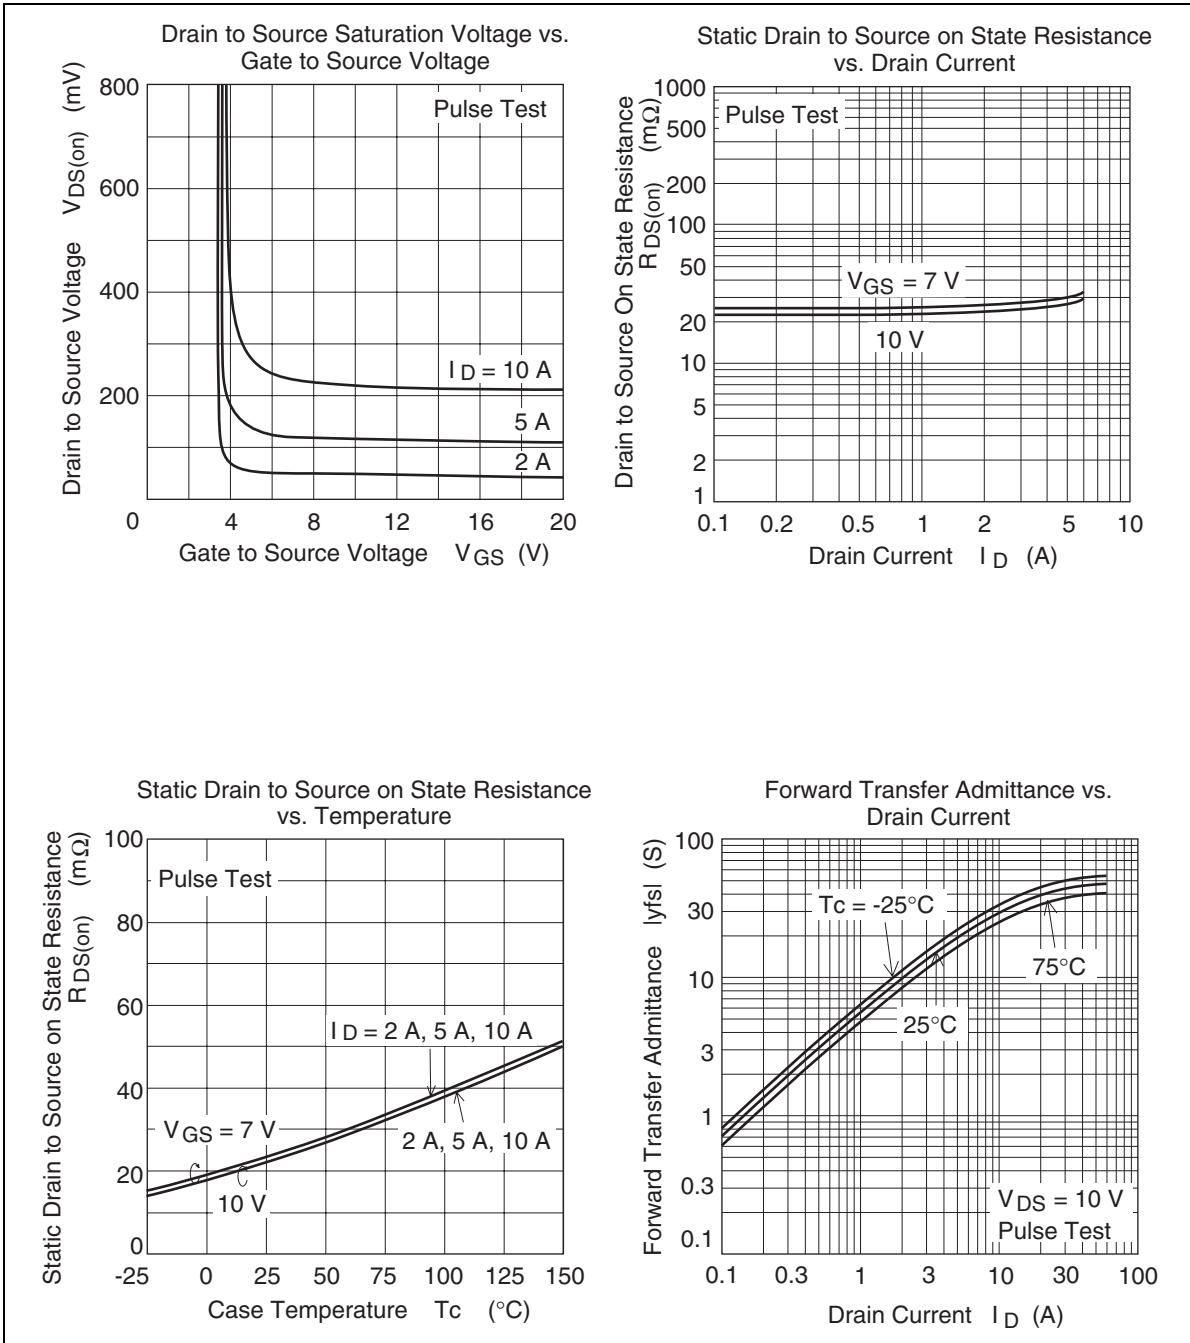 Drain to Source Saturation Voltage vs.
Gate to Source Voltage
Drain to Source Voltage VDS(on) (mV)
800
600
400
200
0
Pulse Test
I D = 10 A
5 A
2 A
4 8 12 16 20
Gate to Source Voltage VGS (V)
Static Drain to Source on State Resistance
vs. Drain Current
Drain to Source On State Resistance
RDS(on) (mΩ)
1000
500
200
100
50
20
10
5
2
1
Pulse Test
VGS = 7 V
10 V
0.1 0.2 0.5 1 2 5 10
Drain Current I D (A)
Static Drain to Source on State Resistance
vs. Temperature
Static Drain to Source on State Resistance
RDS(on) (mΩ)
100
80
60
40
20
0
Pulse Test
I D = 2 A, 5 A, 10 A
VGS = 7 V
2 A, 5 A, 10 A
10 V
-25 0 25 50 75 100 125 150
Case Temperature Tc (°C)
Forward Transfer Admittance vs.
Drain Current
Forward Transfer Admittance |yfs| (S)
100
30
10
3
1
0.3
0.1
Tc = -25°C
75°C
25°C
VDS = 10 V
Pulse Test
0.1 0.3 1 3 10 30 100
Drain Current I D (A)